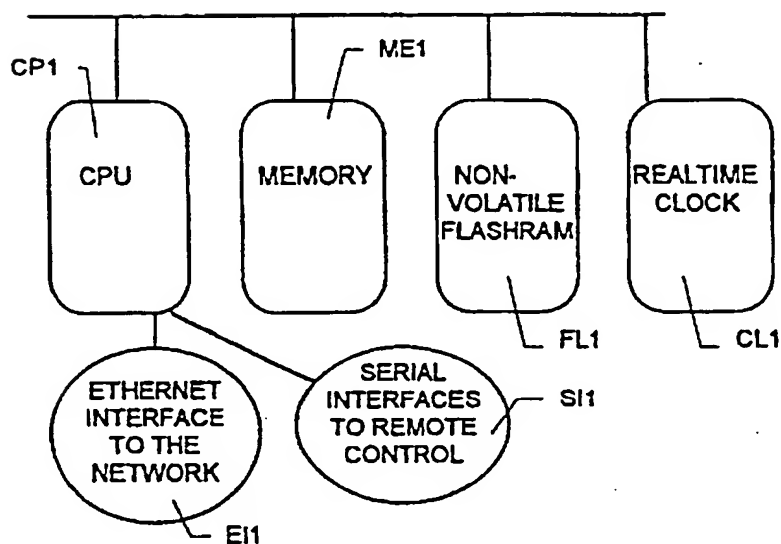 CP1
ME1
CPU
MEMORY
NON-
VOLATILE
FLASHRAM
REALTIME
CLOCK
FL1
CL1
ETHERNET
INTERFACE
TO THE
NETWORK
SERIAL
INTERFACES
TO REMOTE
CONTROL
SI1
EI1